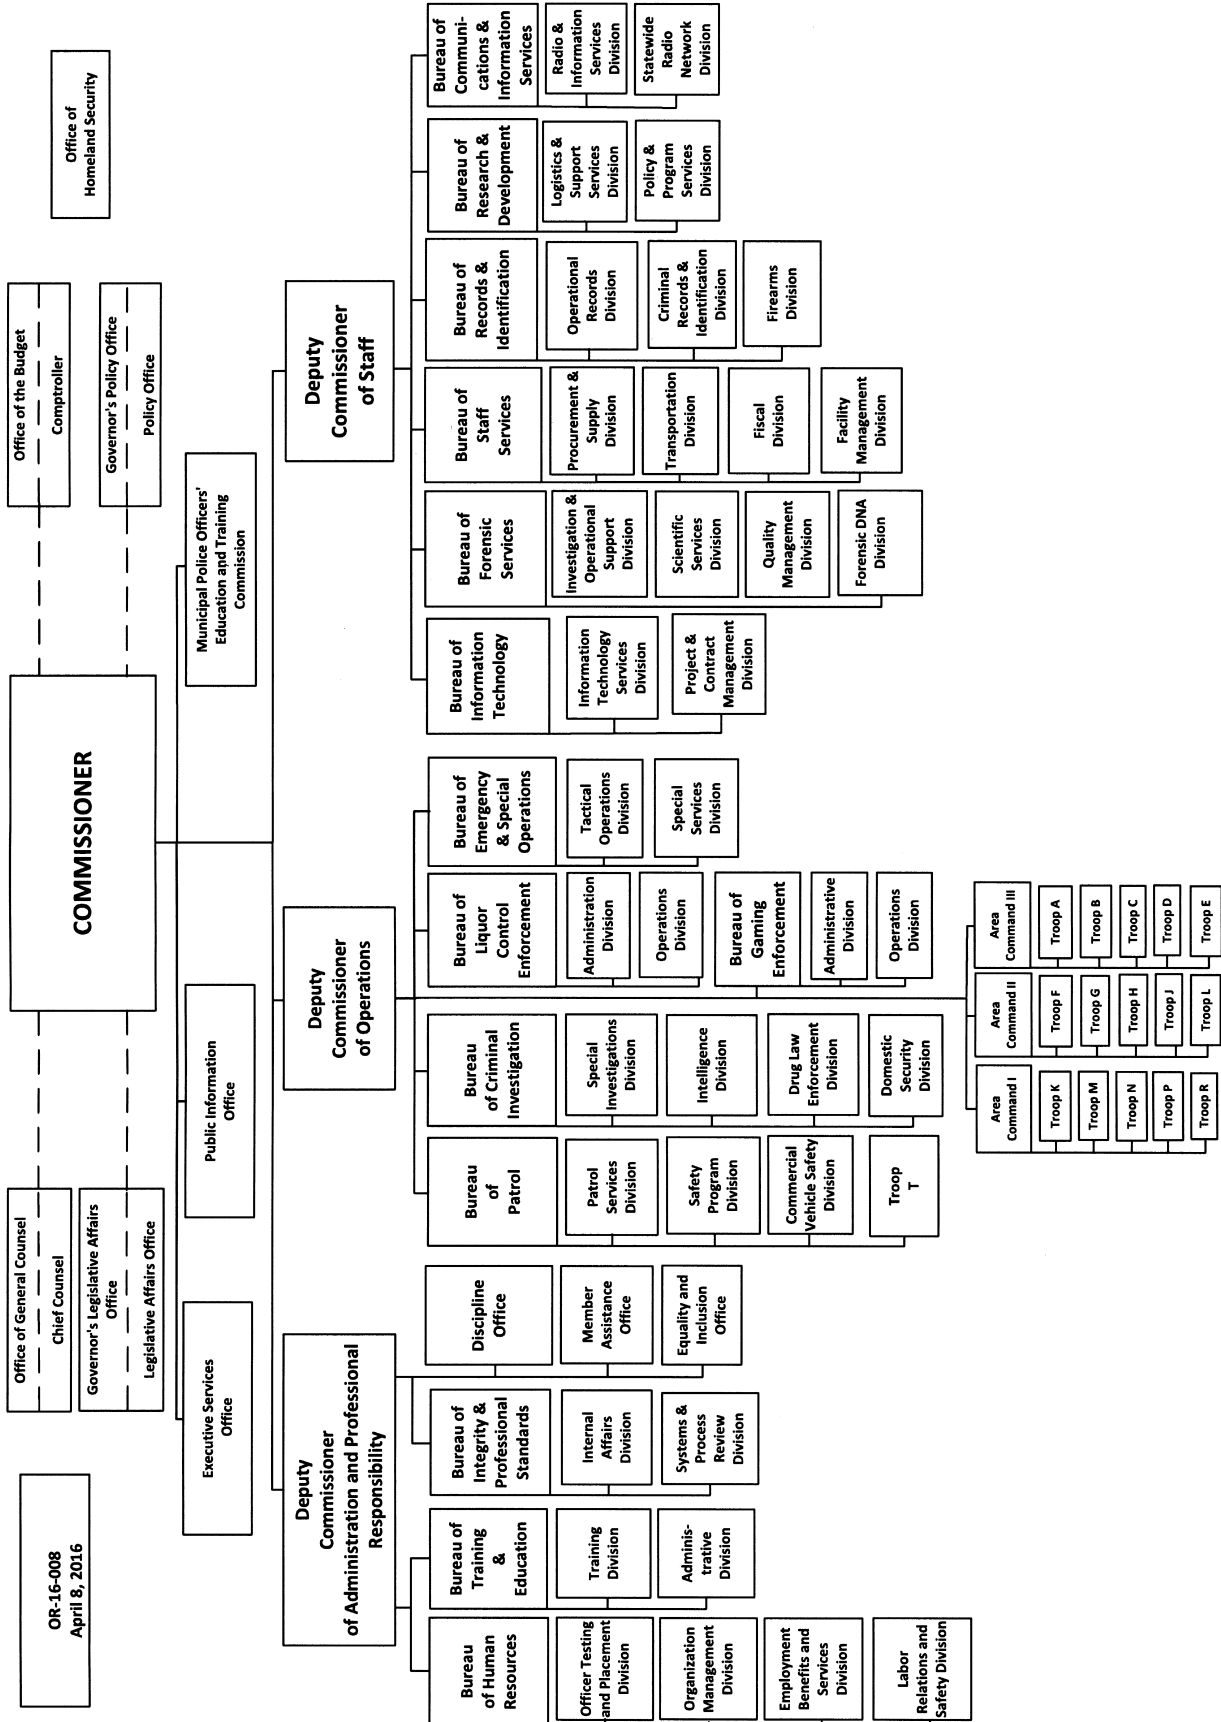 OR-16-008
April 8, 2016
Office of General Counsel
Chief Counsel
Governor's Legislative Affairs
Office
Legislative Affairs Office
COMMISSIONER
Office of the Budget
Comptroller
Governor's Policy Office
Policy Office
Office of
Homeland Security
Executive Services
Office
Public Information
Office
Municipal Police Officers'
Education and Training
Commission
Deputy
Commissioner
of Administration and Professional
Responsibility
Deputy
Commissioner
of Operations
Deputy
Commissioner
of Staff
Bureau
of Human
Resources
Officer Testing
and Placement
Division
Organization
Management
Division
Employment
Benefits and
Services
Division
Labor
Relations and
Safety Division
Bureau of
Training
&
Education
Training
Division
Adminis-
trative
Division
Bureau of
Integrity &
Professional
Standards
Internal
Affairs
Division
Systems &
Process
Review
Division
Discipline
Office
Member
Assistance
Office
Equality and
Inclusion
Office
Bureau
of
Patrol
Patrol
Services
Division
Safety
Program
Division
Commercial
Vehicle Safety
Division
Troop
T
Bureau
of Criminal
Investigation
Special
Investigations
Division
Intelligence
Division
Drug Law
Enforcement
Division
Domestic
Security
Division
Bureau of
Liquor
Control
Enforcement
Administration
Division
Operations
Division
Bureau of
Gaming
Enforcement
Administrative
Division
Operations
Division
Bureau of
Emergency
& Special
Operations
Tactical
Operations
Division
Special
Services
Division
Area
Command I
Troop K
Troop M
Troop N
Troop P
Troop R
Area
Command II
Troop F
Troop G
Troop H
Troop J
Troop L
Area
Command III
Troop A
Troop B
Troop C
Troop D
Troop E
Bureau of
Information
Technology
Information
Technology
Services
Division
Project &
Contract
Management
Division
Bureau of
Forensic
Services
Investigation &
Operational
Support
Division
Scientific
Services
Division
Quality
Management
Division
Forensic DNA
Division
Bureau of
Staff
Services
Procurement &
Supply
Division
Transportation
Division
Fiscal
Division
Facility
Management
Division
Bureau of
Records &
Identification
Operational
Records
Division
Criminal
Records &
Identification
Division
Firearms
Division
Bureau of
Research &
Development
Logistics &
Support
Services
Division
Policy &
Program
Services
Division
Bureau of
Communi-
cations &
Information
Services
Radio &
Information
Services
Division
Statewide
Radio
Network
Division